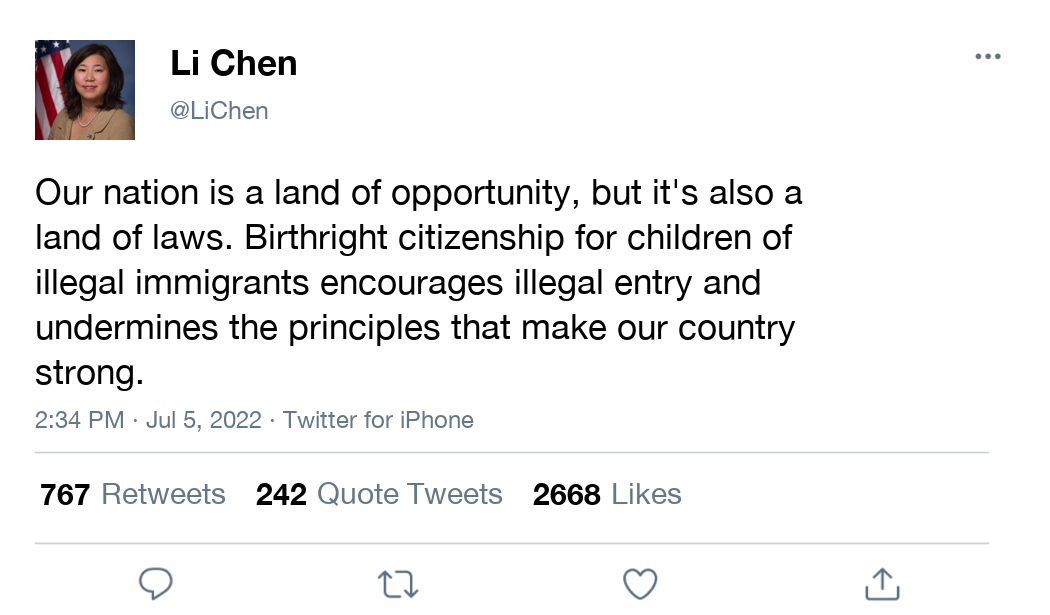 Li Chen
@LiChen
Our nation is a land of opportunity, but it's also a
land of laws. Birthright citizenship for children of
illegal immigrants encourages illegal entry and
undermines the principles that make our country
strong.
2:34 PM · Jul 5, 2022 · Twitter for iPhone
767 Retweets 242 Quote Tweets 2668 Likes